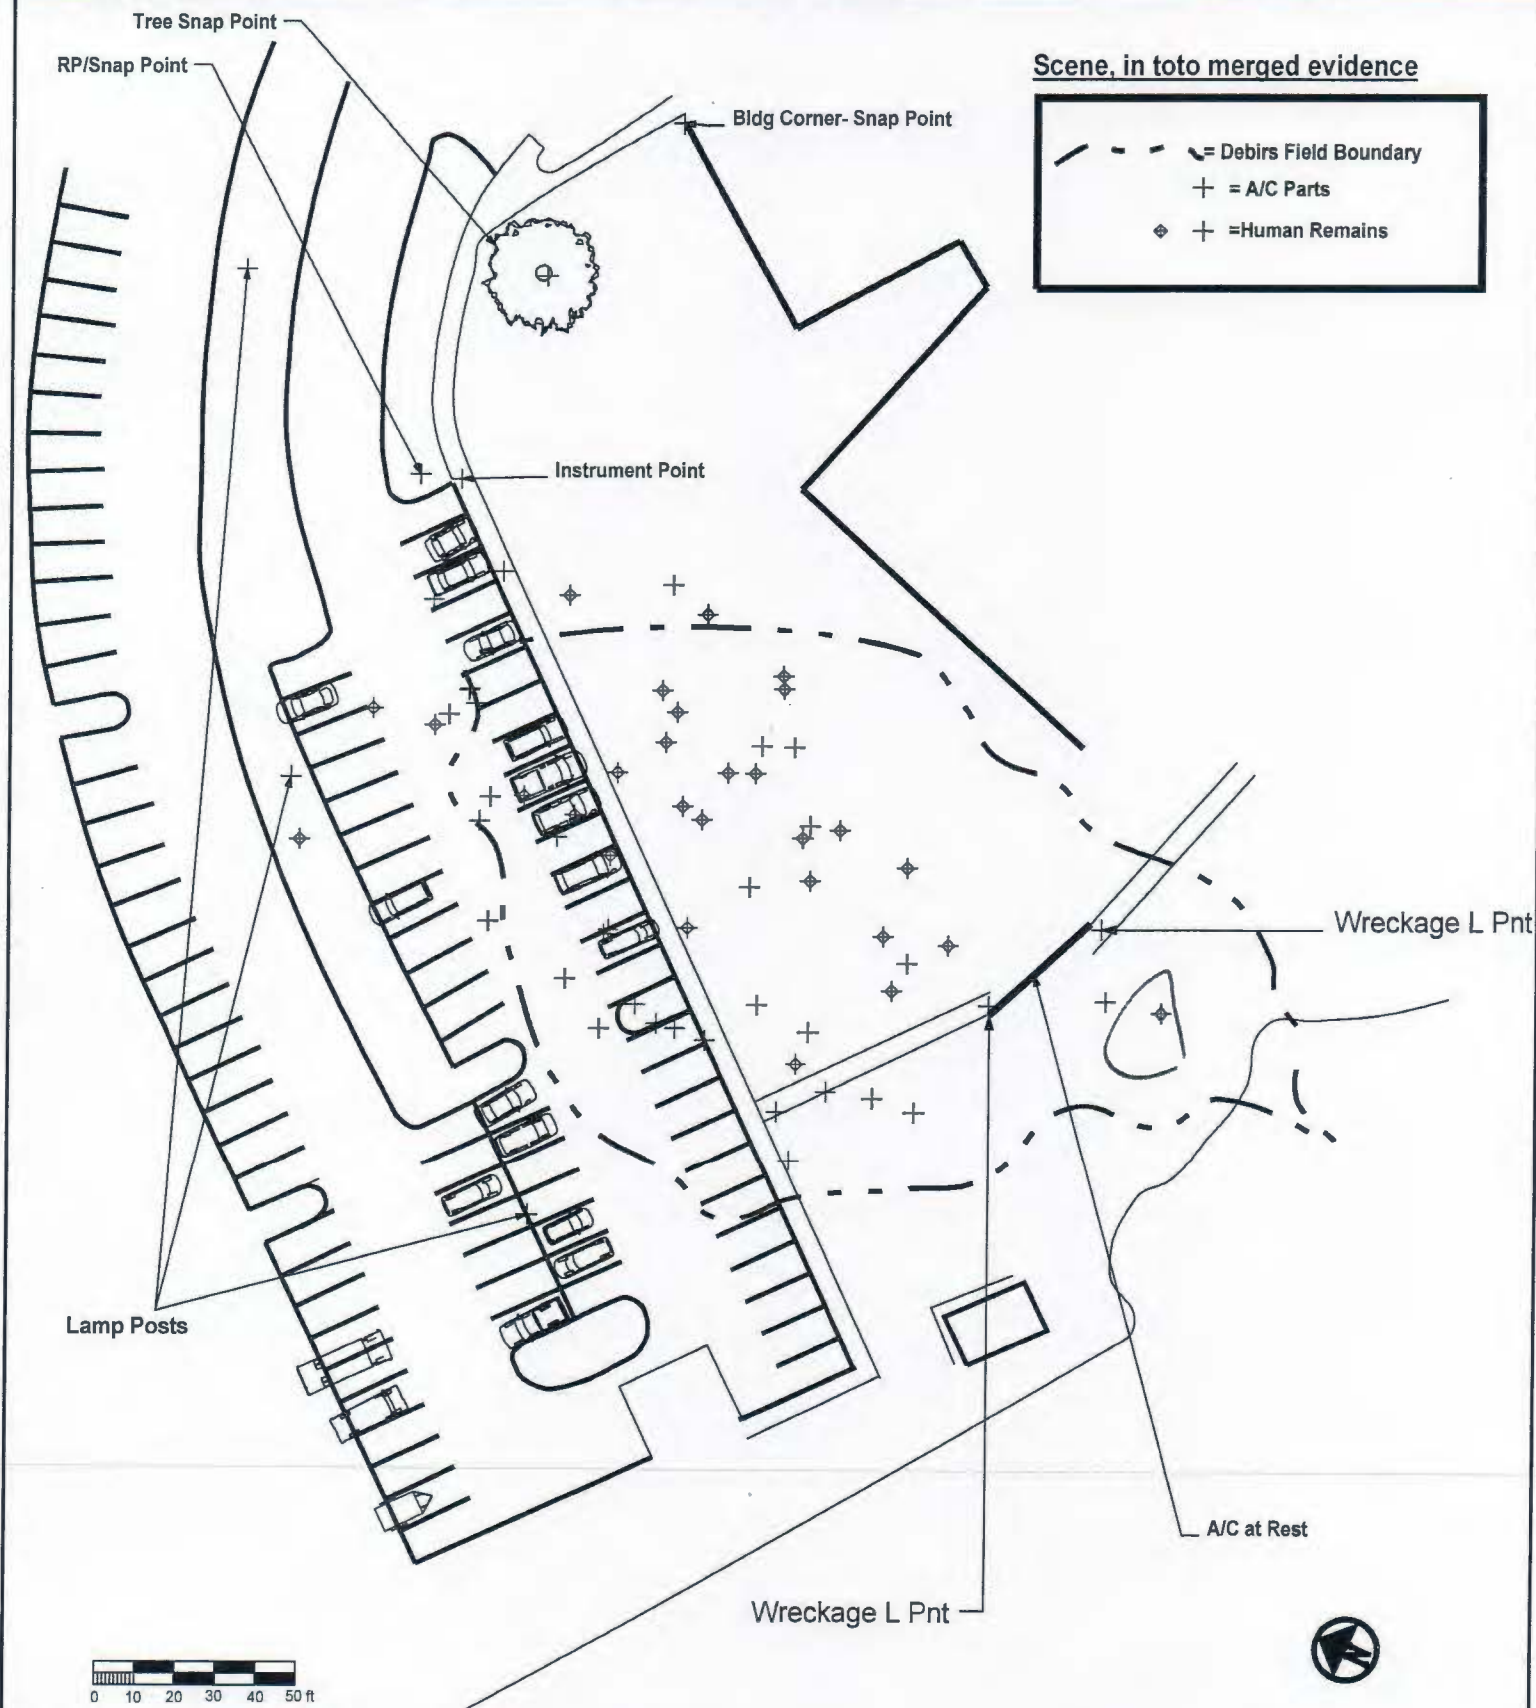 Tree Snap Point
RP/Snap Point
Bldg Corner- Snap Point
Scene, in toto merged evidence
= Debirs Field Boundary
= A/C Parts
=Human Remains
Instrument Point
Wreckage L Pnt
Lamp Posts
A/C at Rest
Wreckage L Pnt
0 10 20 30 40 50 ft
N